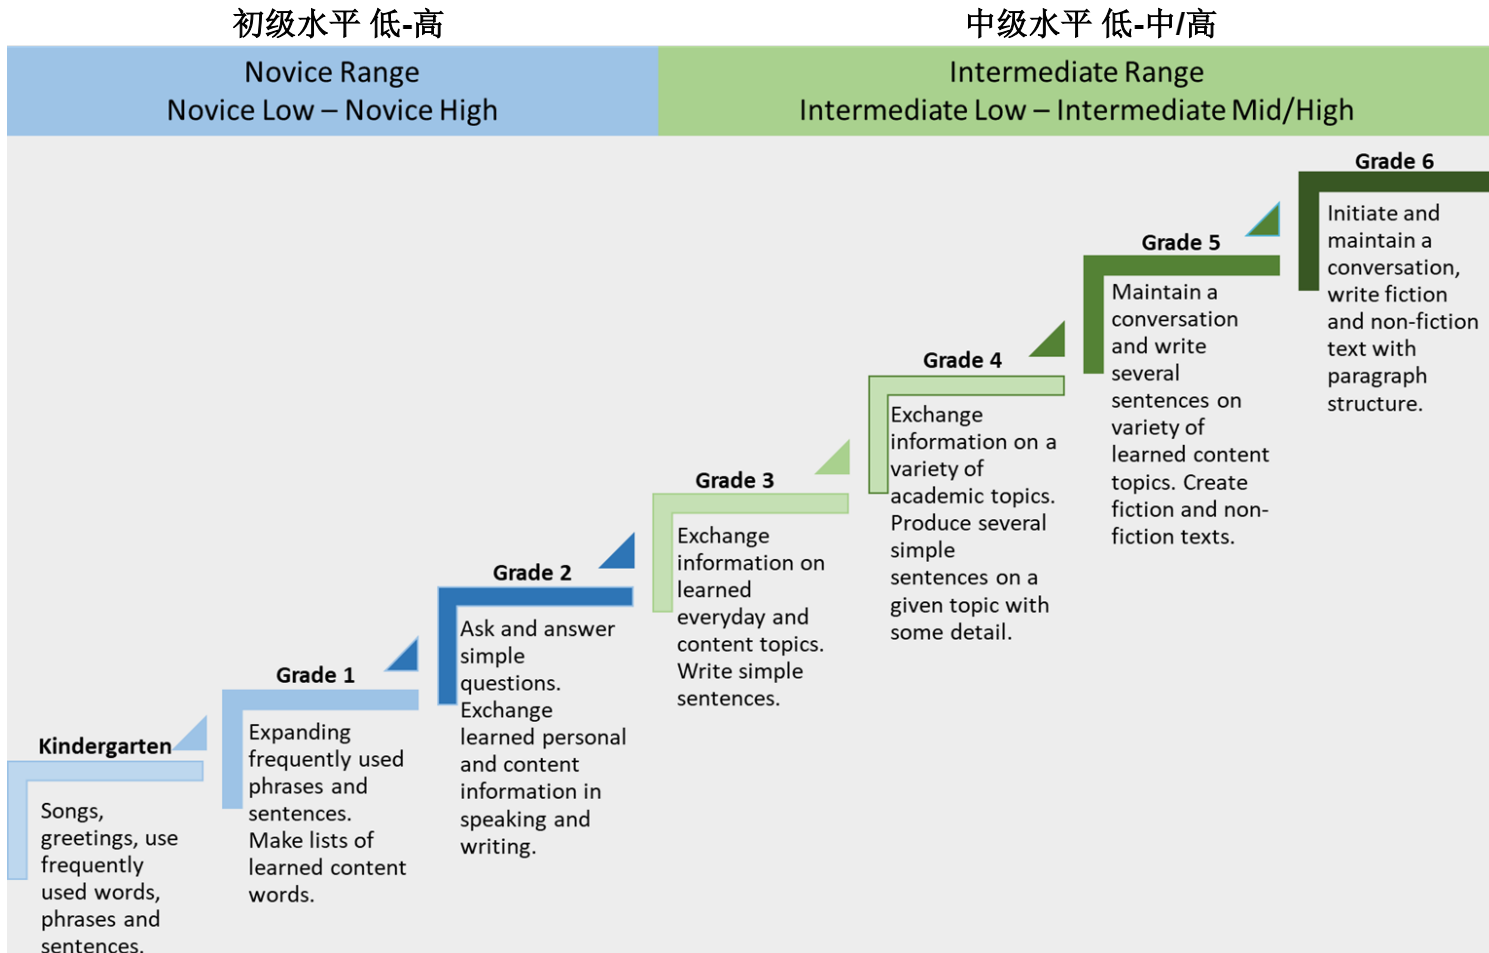 初级水平 低-高
中级水平 低-中/高
Novice Range
Novice Low – Novice High
Intermediate Range
Intermediate Low – Intermediate Mid/High
Kindergarten
Songs,
greetings, use
frequently
used words,
phrases and
sentences.
Grade 1
Expanding
frequently used
phrases and
sentences.
Make lists of
learned content
words.
Grade 2
Ask and answer
simple
questions.
Exchange
learned personal
and content
information in
speaking and
writing.
Grade 3
Exchange
information on
learned
everyday and
content topics.
Write simple
sentences.
Grade 4
Exchange
information on a
variety of
academic topics.
Produce several
simple
sentences on a
given topic with
some detail.
Grade 5
Maintain a
conversation
and write
several
sentences on
variety of
learned content
topics. Create
fiction and non-
fiction texts.
Grade 6
Initiate and
maintain a
conversation,
write fiction
and non-fiction
text with
paragraph
structure.